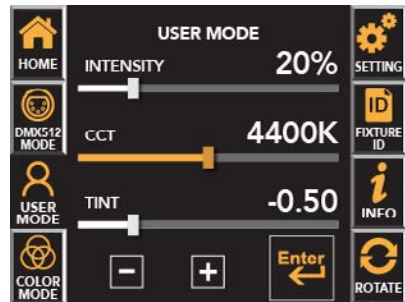 USER MODE
HOME
INTENSITY
20%
SETTING
DMX512
MODE
CCT
4400K
ID
FIXTURE
ID
USER
MODE
TINT
-0.50
i
INFO
COLOR
MODE
-
+
Enter
ROTATE